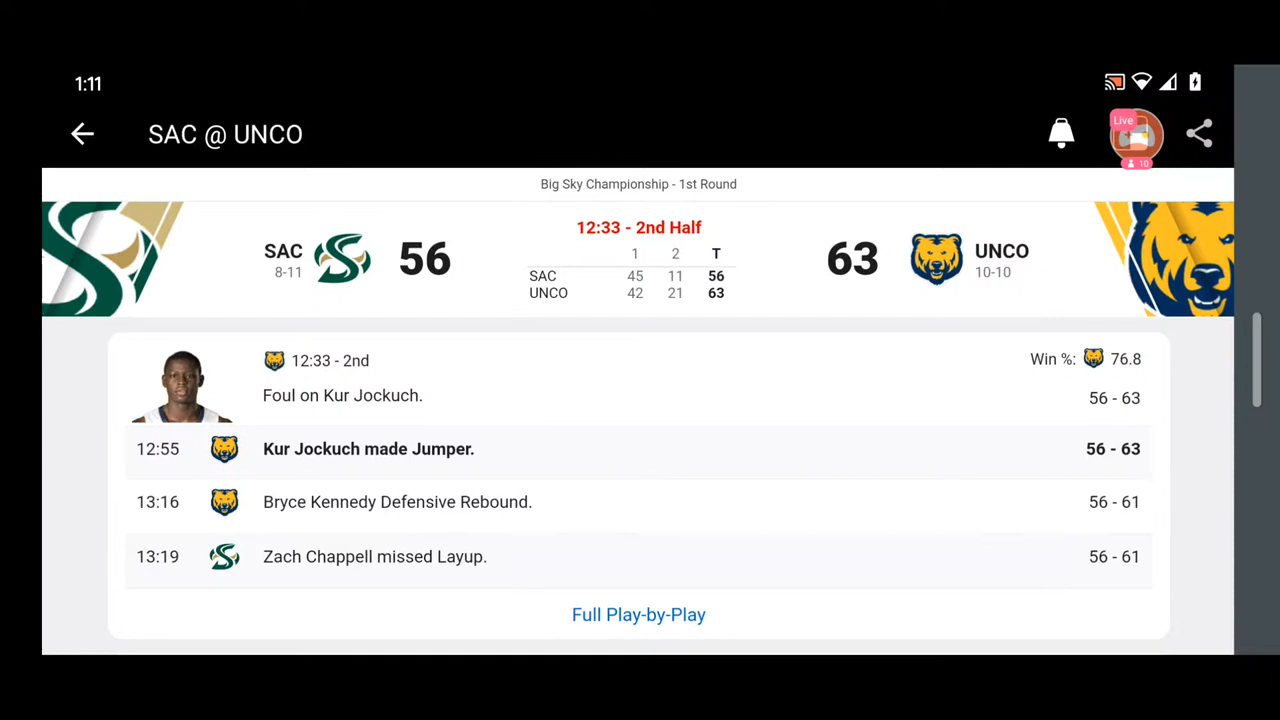 1:11
SAC @ UNCO
Live
10
Big Sky Championship - 1st Round
SAC
8-11
56
12:33 - 2nd Half
1 2 T
SAC 45 11 56
UNCO 42 21 63
63
UNCO
10-10
12:33 - 2nd
Win %: 76.8
Foul on Kur Jockuch.
56 - 63
12:55 Kur Jockuch made Jumper. 56 - 63
13:16 Bryce Kennedy Defensive Rebound. 56 - 61
13:19 Zach Chappell missed Layup. 56 - 61
Full Play-by-Play